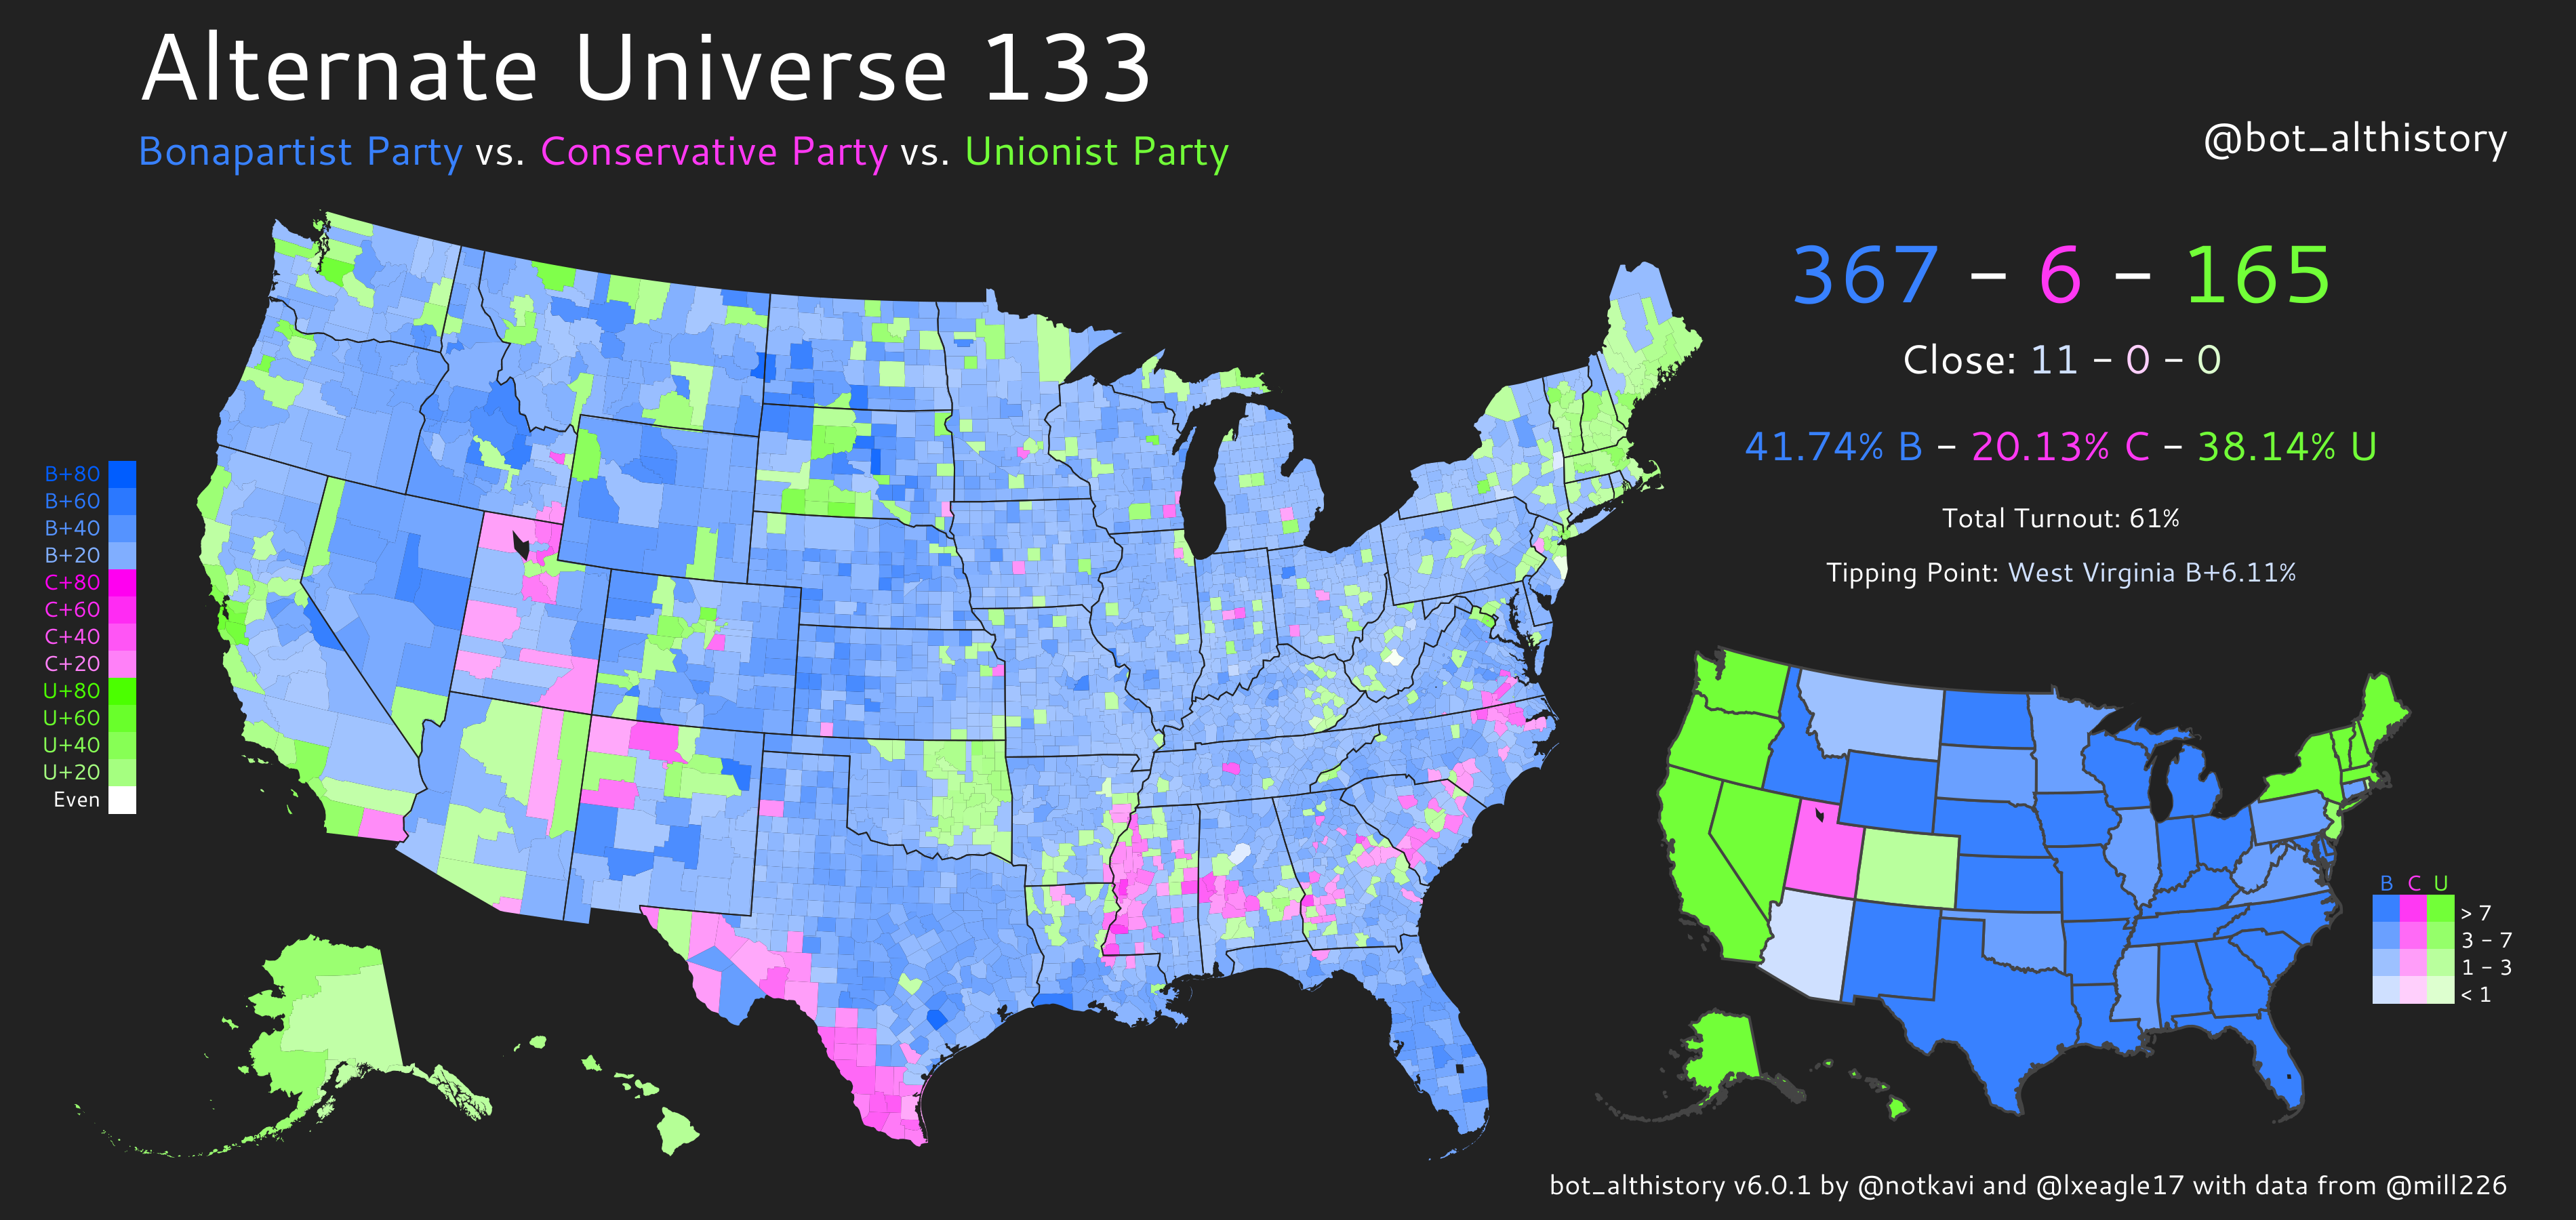 Alternate Universe 133
Bonapartist Party vs. Conservative Party vs. Unionist Party
@bot_althistory
367 – 6 – 165
Close: 11 – 0 – 0
41.74% B – 20.13% C – 38.14% U
Total Turnout: 61%
Tipping Point: West Virginia B+6.11%
B+80
B+60
B+40
B+20
C+80
C+60
C+40
C+20
U+80
U+60
U+40
U+20
Even
B C U
> 7
3 – 7
1 – 3
< 1
bot_althistory v6.0.1 by @notkavi and @lxeagle17 with data from @mill226